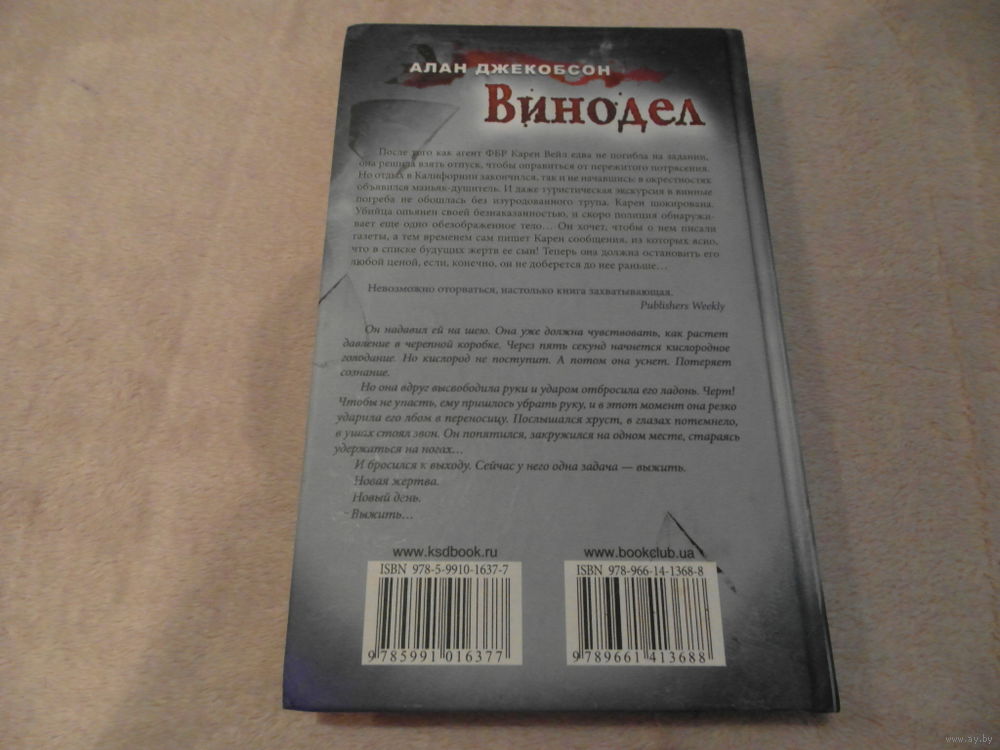 АЛАН ДЖЕКОБСОН
Винодел
После того как агент ФБР Карен Вейл едва не погибла на задании,
она решила взять отпуск, чтобы оправиться от пережитого потрясения.
Но отдых в Калифорнии закончился, так и не начавшись: в окрестностях
объявился маньяк-душитель. И даже туристическая экскурсия в винные
погреба не обошлась без изуродованного трупа. Карен шокирована.
Убийца опьянен своей безнаказанностью, и скоро полиция обнаружи-
вает еще одно обезображенное тело... Он хочет, чтобы о нем писали
газеты, а тем временем сам пишет Карен сообщения, из которых ясно,
что в списке будущих жертв ее сын! Теперь она должна остановить его
любой ценой, если, конечно, он не доберется до нее раньше...
Невозможно оторваться, настолько книга захватывающая.
Publishers Weekly
Он надавил ей на шею. Она уже должна чувствовать, как растет
давление в черепной коробке. Через пять секунд начнется кислородное
голодание. Но кислород не поступит. А потом она уснет. Потеряет
сознание.
Но она вдруг высвободила руки и ударом отбросила его ладонь. Черт!
Чтобы не упасть, ему пришлось убрать руку, и в этот момент она резко
ударила его лбом в переносицу. Послышался хруст, в глазах потемнело,
в ушах стоял звон. Он попятился, закружился на одном месте, стараясь
удержаться на ногах...
И бросился к выходу. Сейчас у него одна задача — выжить.
Новая жертва.
Новый день.
Выжить...
www.ksdbook.ru
ISBN 978-5-9910-1637-7
9 785991 016377
www.bookclub.ua
ISBN 978-966-14-1368-8
9 789661 413688
www.ay.by